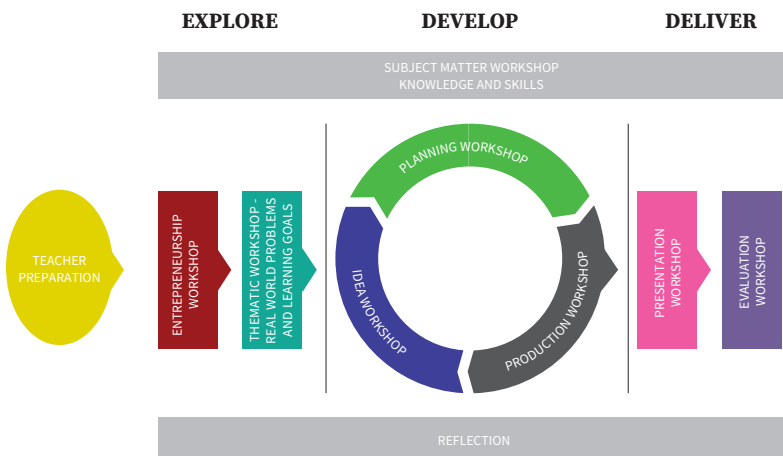 EXPLORE
DEVELOP
DELIVER
SUBJECT MATTER WORKSHOP
KNOWLEDGE AND SKILLS
TEACHER
PREPARATION
ENTREPRENEURSHIP
WORKSHOP
THEMATIC WORKSHOP -
REAL WORLD PROBLEMS
AND LEARNING GOALS
IDEA WORKSHOP
PLANNING WORKSHOP
PRODUCTION WORKSHOP
PRESENTATION
WORKSHOP
EVALUATION
WORKSHOP
REFLECTION